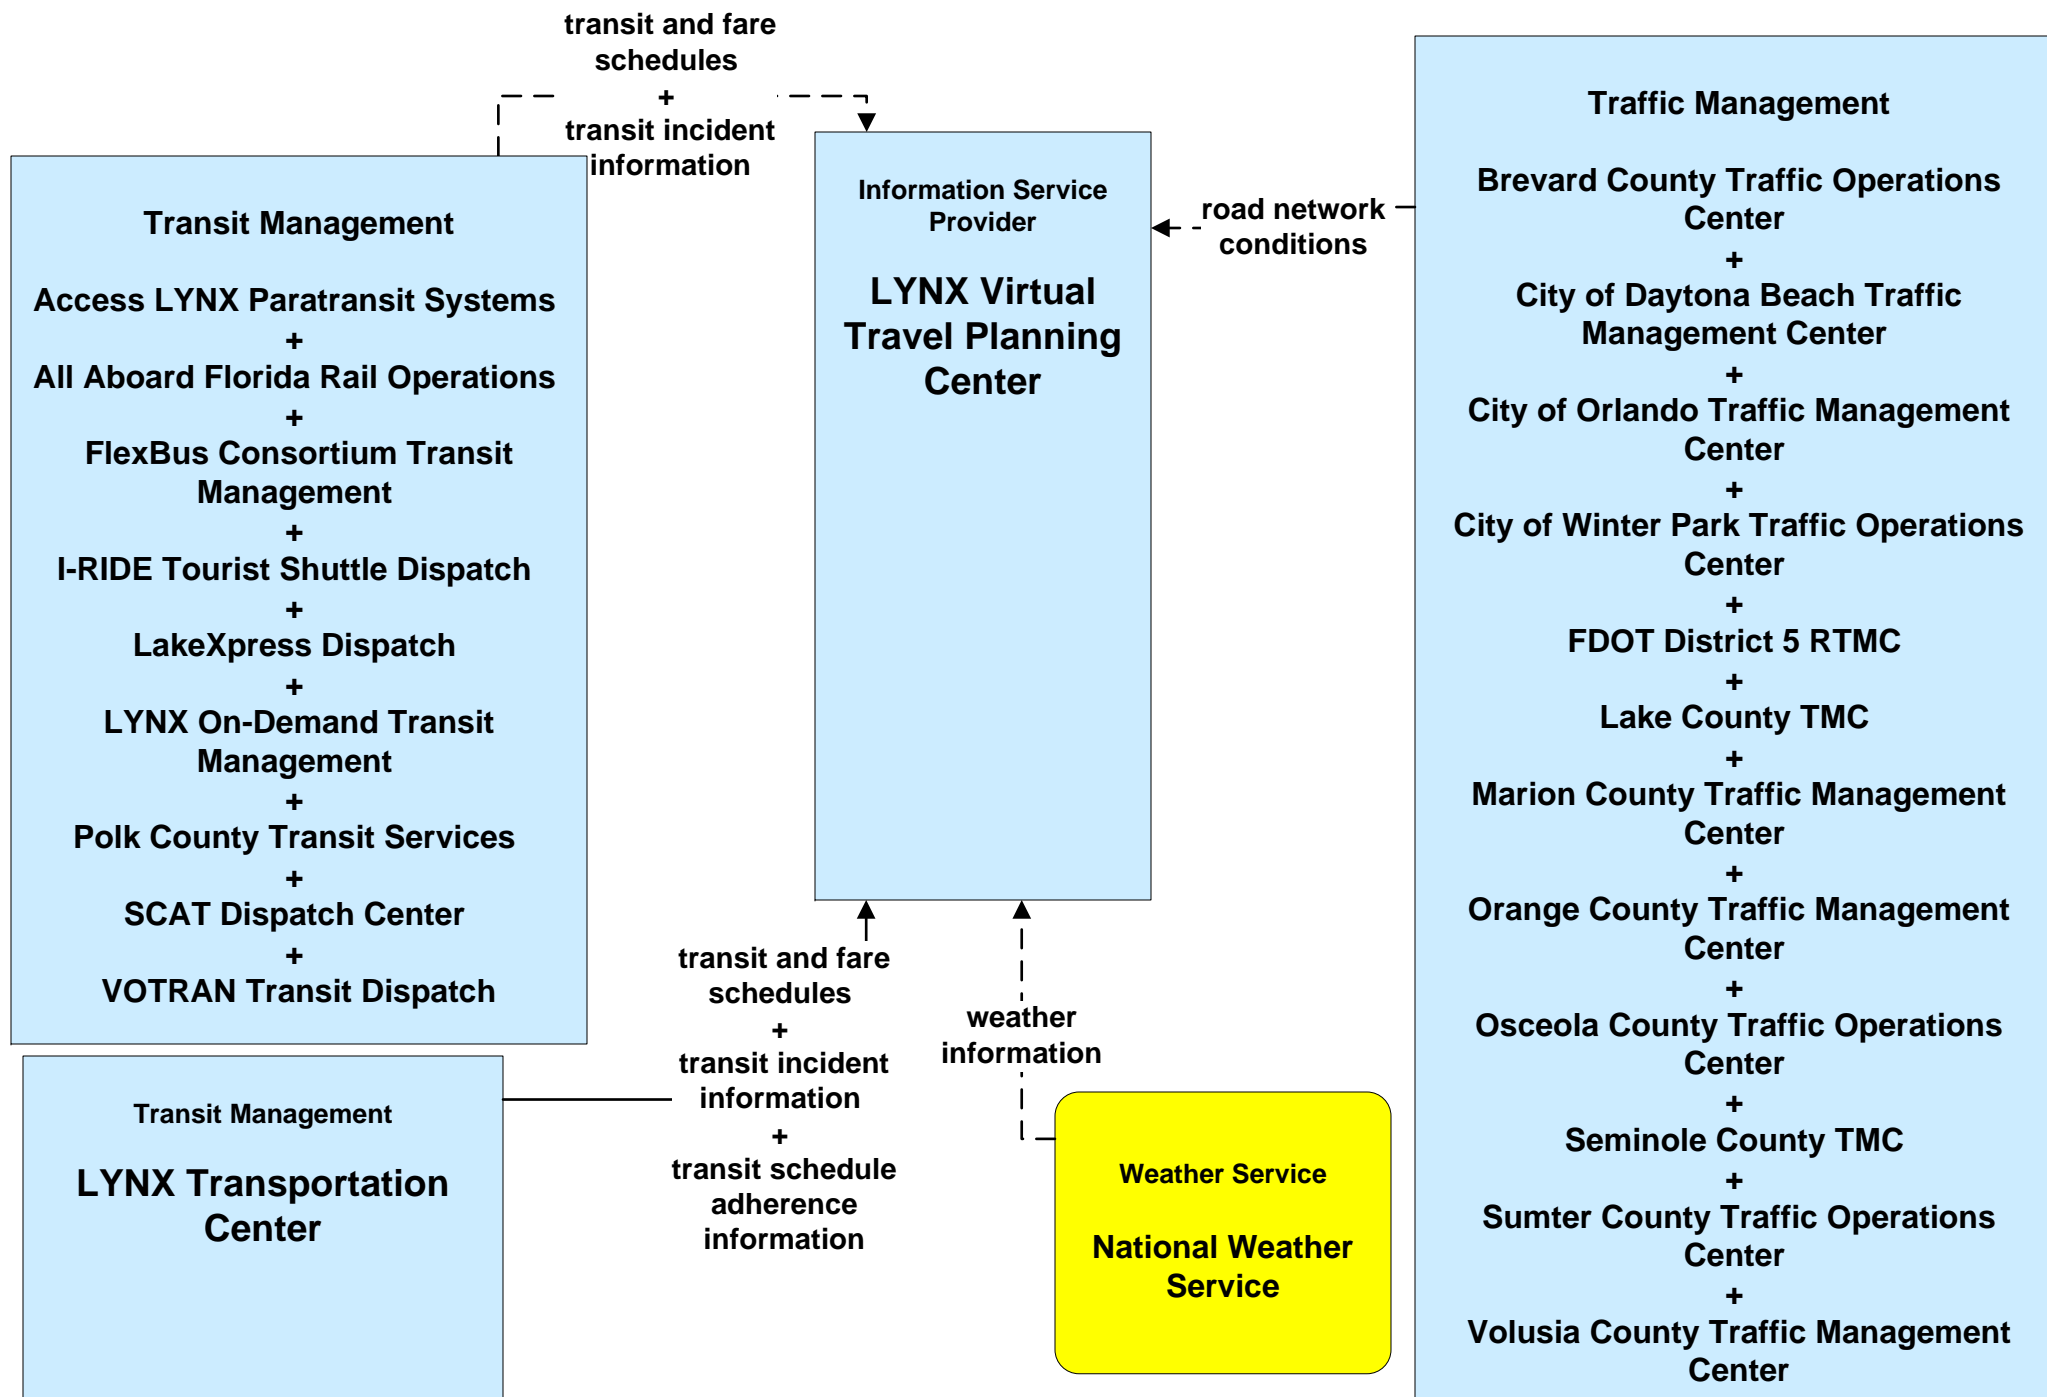 transit and fare
schedules
+
transit incident
information
Transit Management
Access LYNX Paratransit Systems
+
All Aboard Florida Rail Operations
+
FlexBus Consortium Transit
Management
+
I-RIDE Tourist Shuttle Dispatch
+
LakeXpress Dispatch
+
LYNX On-Demand Transit
Management
+
Polk County Transit Services
+
SCAT Dispatch Center
+
VOTRAN Transit Dispatch
Transit Management
LYNX Transportation
Center
Information Service
Provider
LYNX Virtual
Travel Planning
Center
transit and fare
schedules
+
transit incident
information
+
transit schedule
adherence
information
weather
information
Weather Service
National Weather
Service
road network
conditions
Traffic Management
Brevard County Traffic Operations
Center
+
City of Daytona Beach Traffic
Management Center
+
City of Orlando Traffic Management
Center
+
City of Winter Park Traffic Operations
Center
+
FDOT District 5 RTMC
+
Lake County TMC
+
Marion County Traffic Management
Center
+
Orange County Traffic Management
Center
+
Osceola County Traffic Operations
Center
+
Seminole County TMC
+
Sumter County Traffic Operations
Center
+
Volusia County Traffic Management
Center